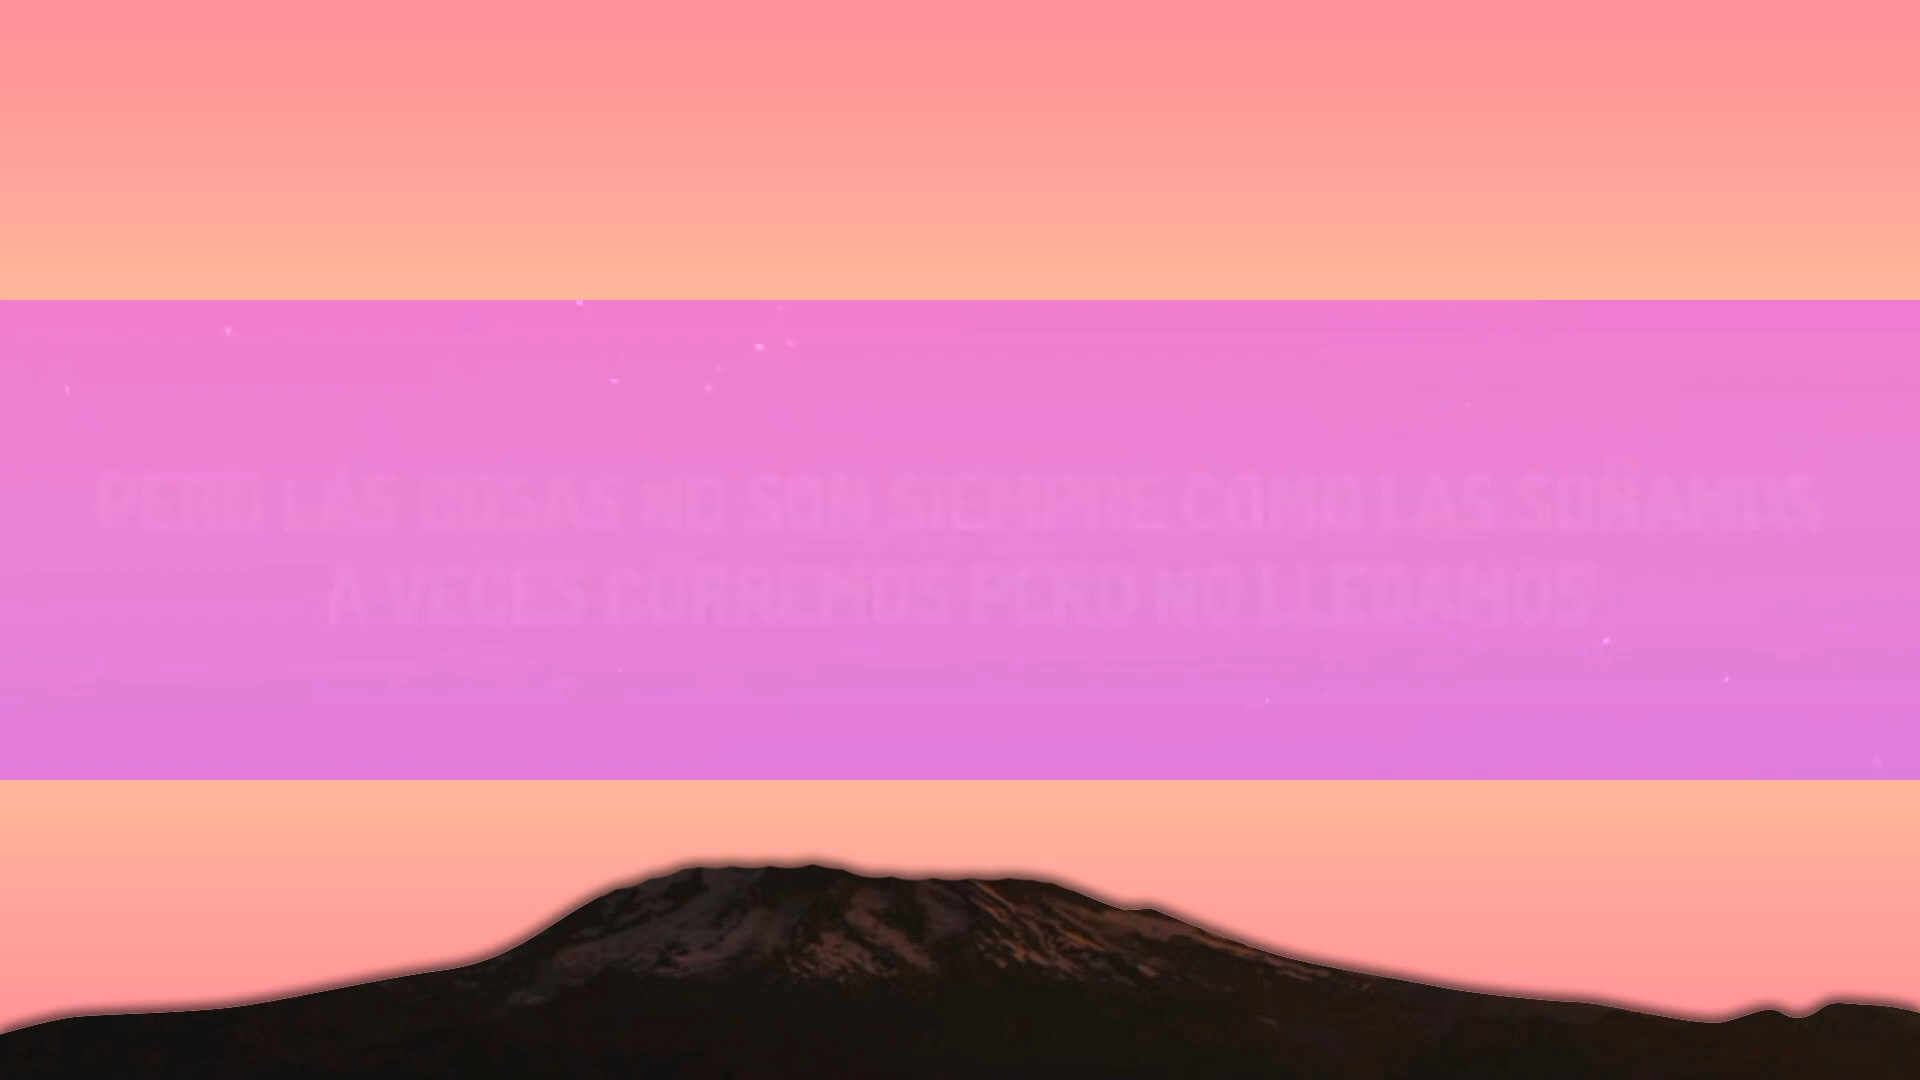 PERO LAS COSAS NO SON SIEMPRE COMO LAS SOÑAMOS
A VECES CORREMOS PERO NO LLEGAMOS